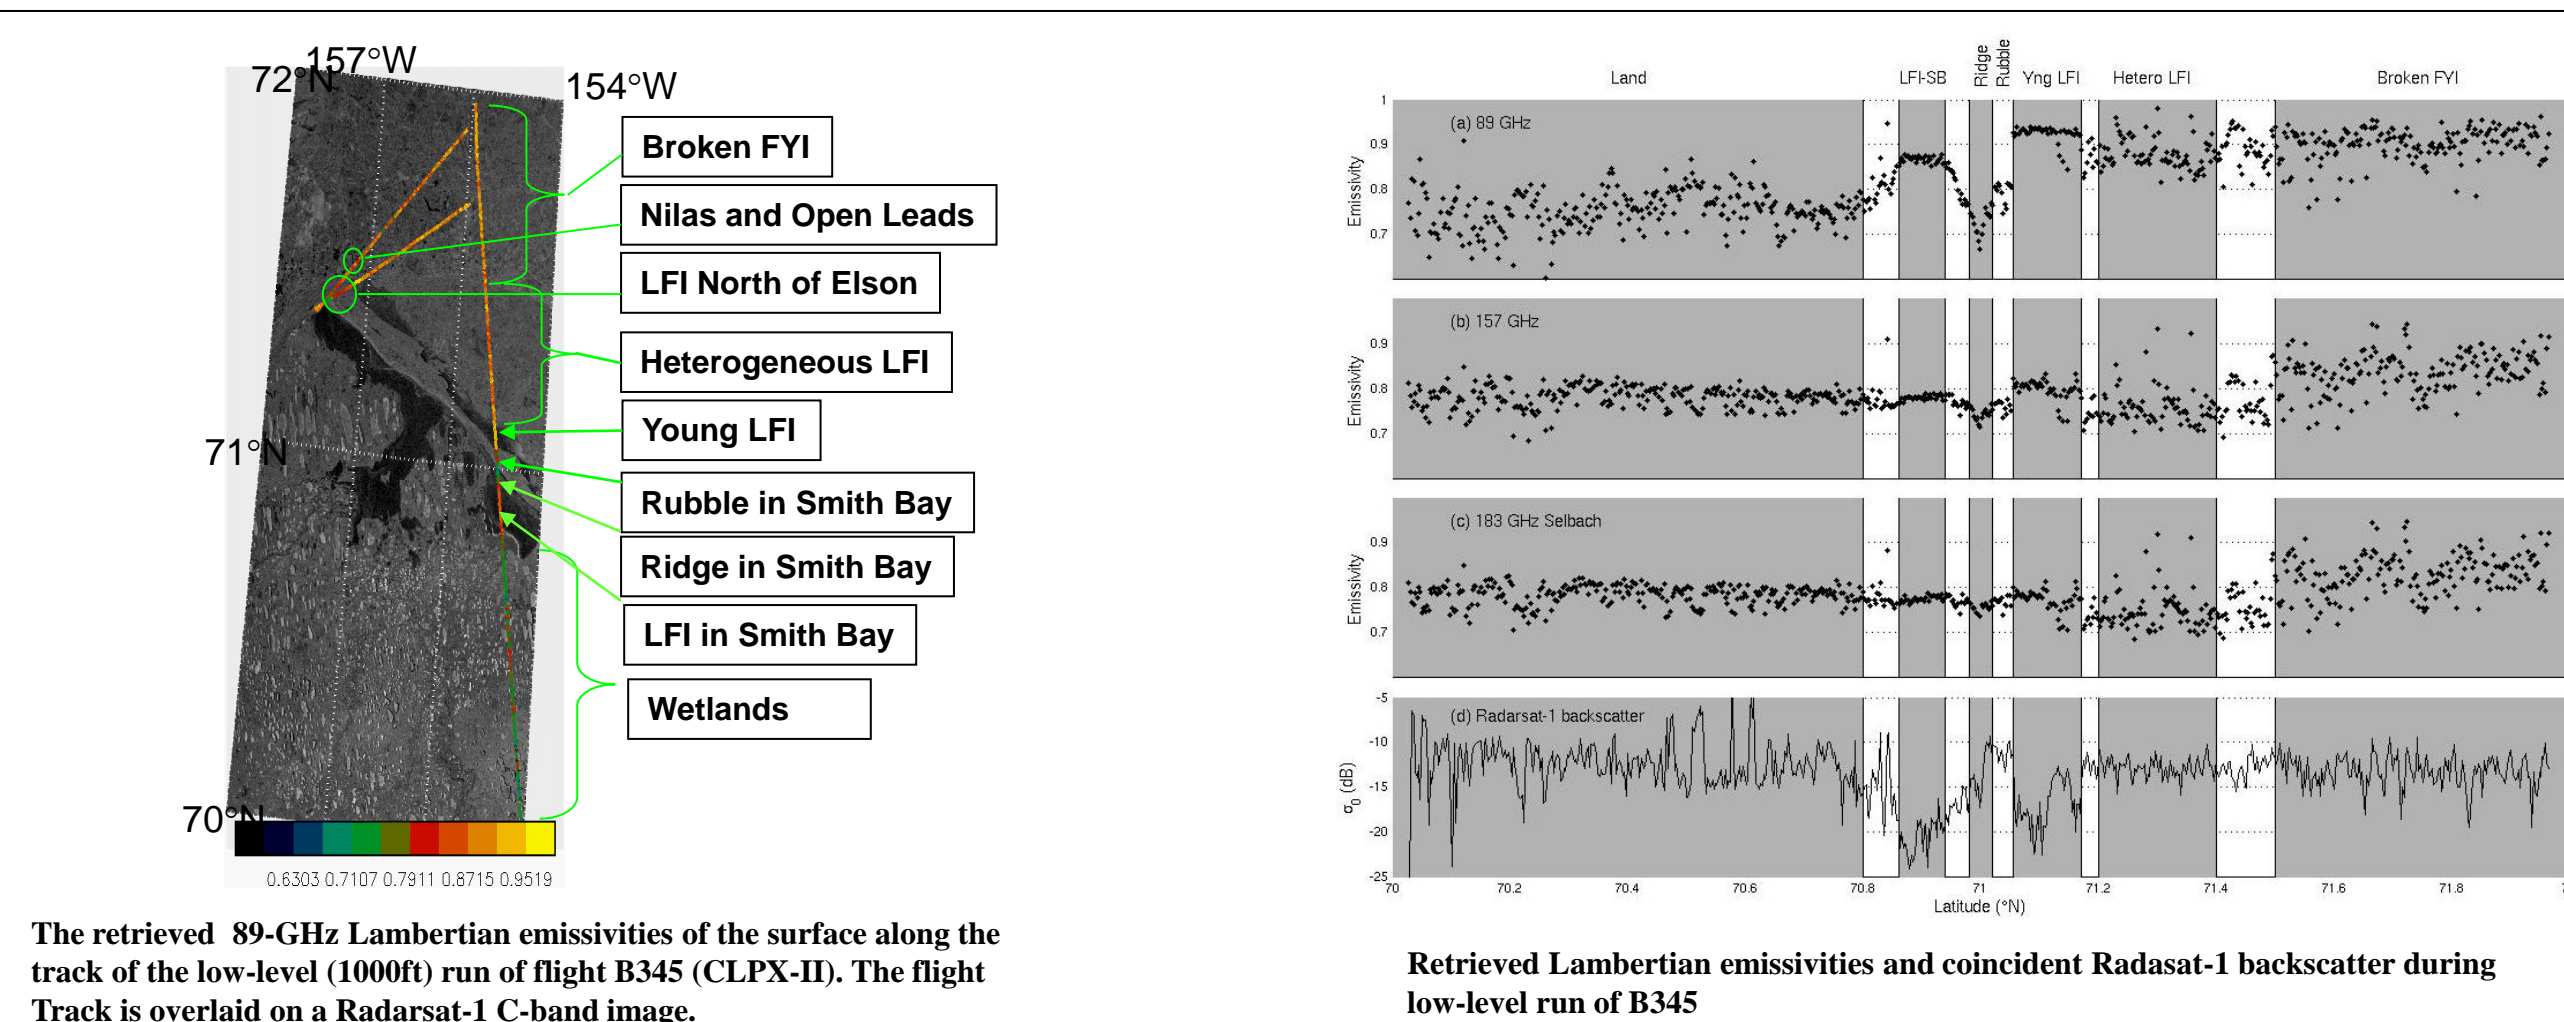 157°W
72°N
154°W
Broken FYI
Nilas and Open Leads
LFI North of Elson
Heterogeneous LFI
Young LFI
71°N
Rubble in Smith Bay
Ridge in Smith Bay
LFI in Smith Bay
Wetlands
70°N
0.6303 0.7107 0.7911 0.8715 0.9519
The retrieved 89-GHz Lambertian emissivities of the surface along the
track of the low-level (1000ft) run of flight B345 (CLPX-II). The flight
Track is overlaid on a Radarsat-1 C-band image.
Land LFI-SB Ridge Rubble Yng LFI Hetero LFI Broken FYI
(a) 89 GHz
Emissivity
1
0.9
0.8
0.7
(b) 157 GHz
Emissivity
0.9
0.8
0.7
(c) 183 GHz Selbach
Emissivity
0.9
0.8
0.7
(d) Radarsat-1 backscatter
σ0 (dB)
-5
-10
-15
-20
-25
70 70.2 70.4 70.6 70.8 71 71.2 71.4 71.6 71.8
Latitude (°N)
Retrieved Lambertian emissivities and coincident Radasat-1 backscatter during
low-level run of B345